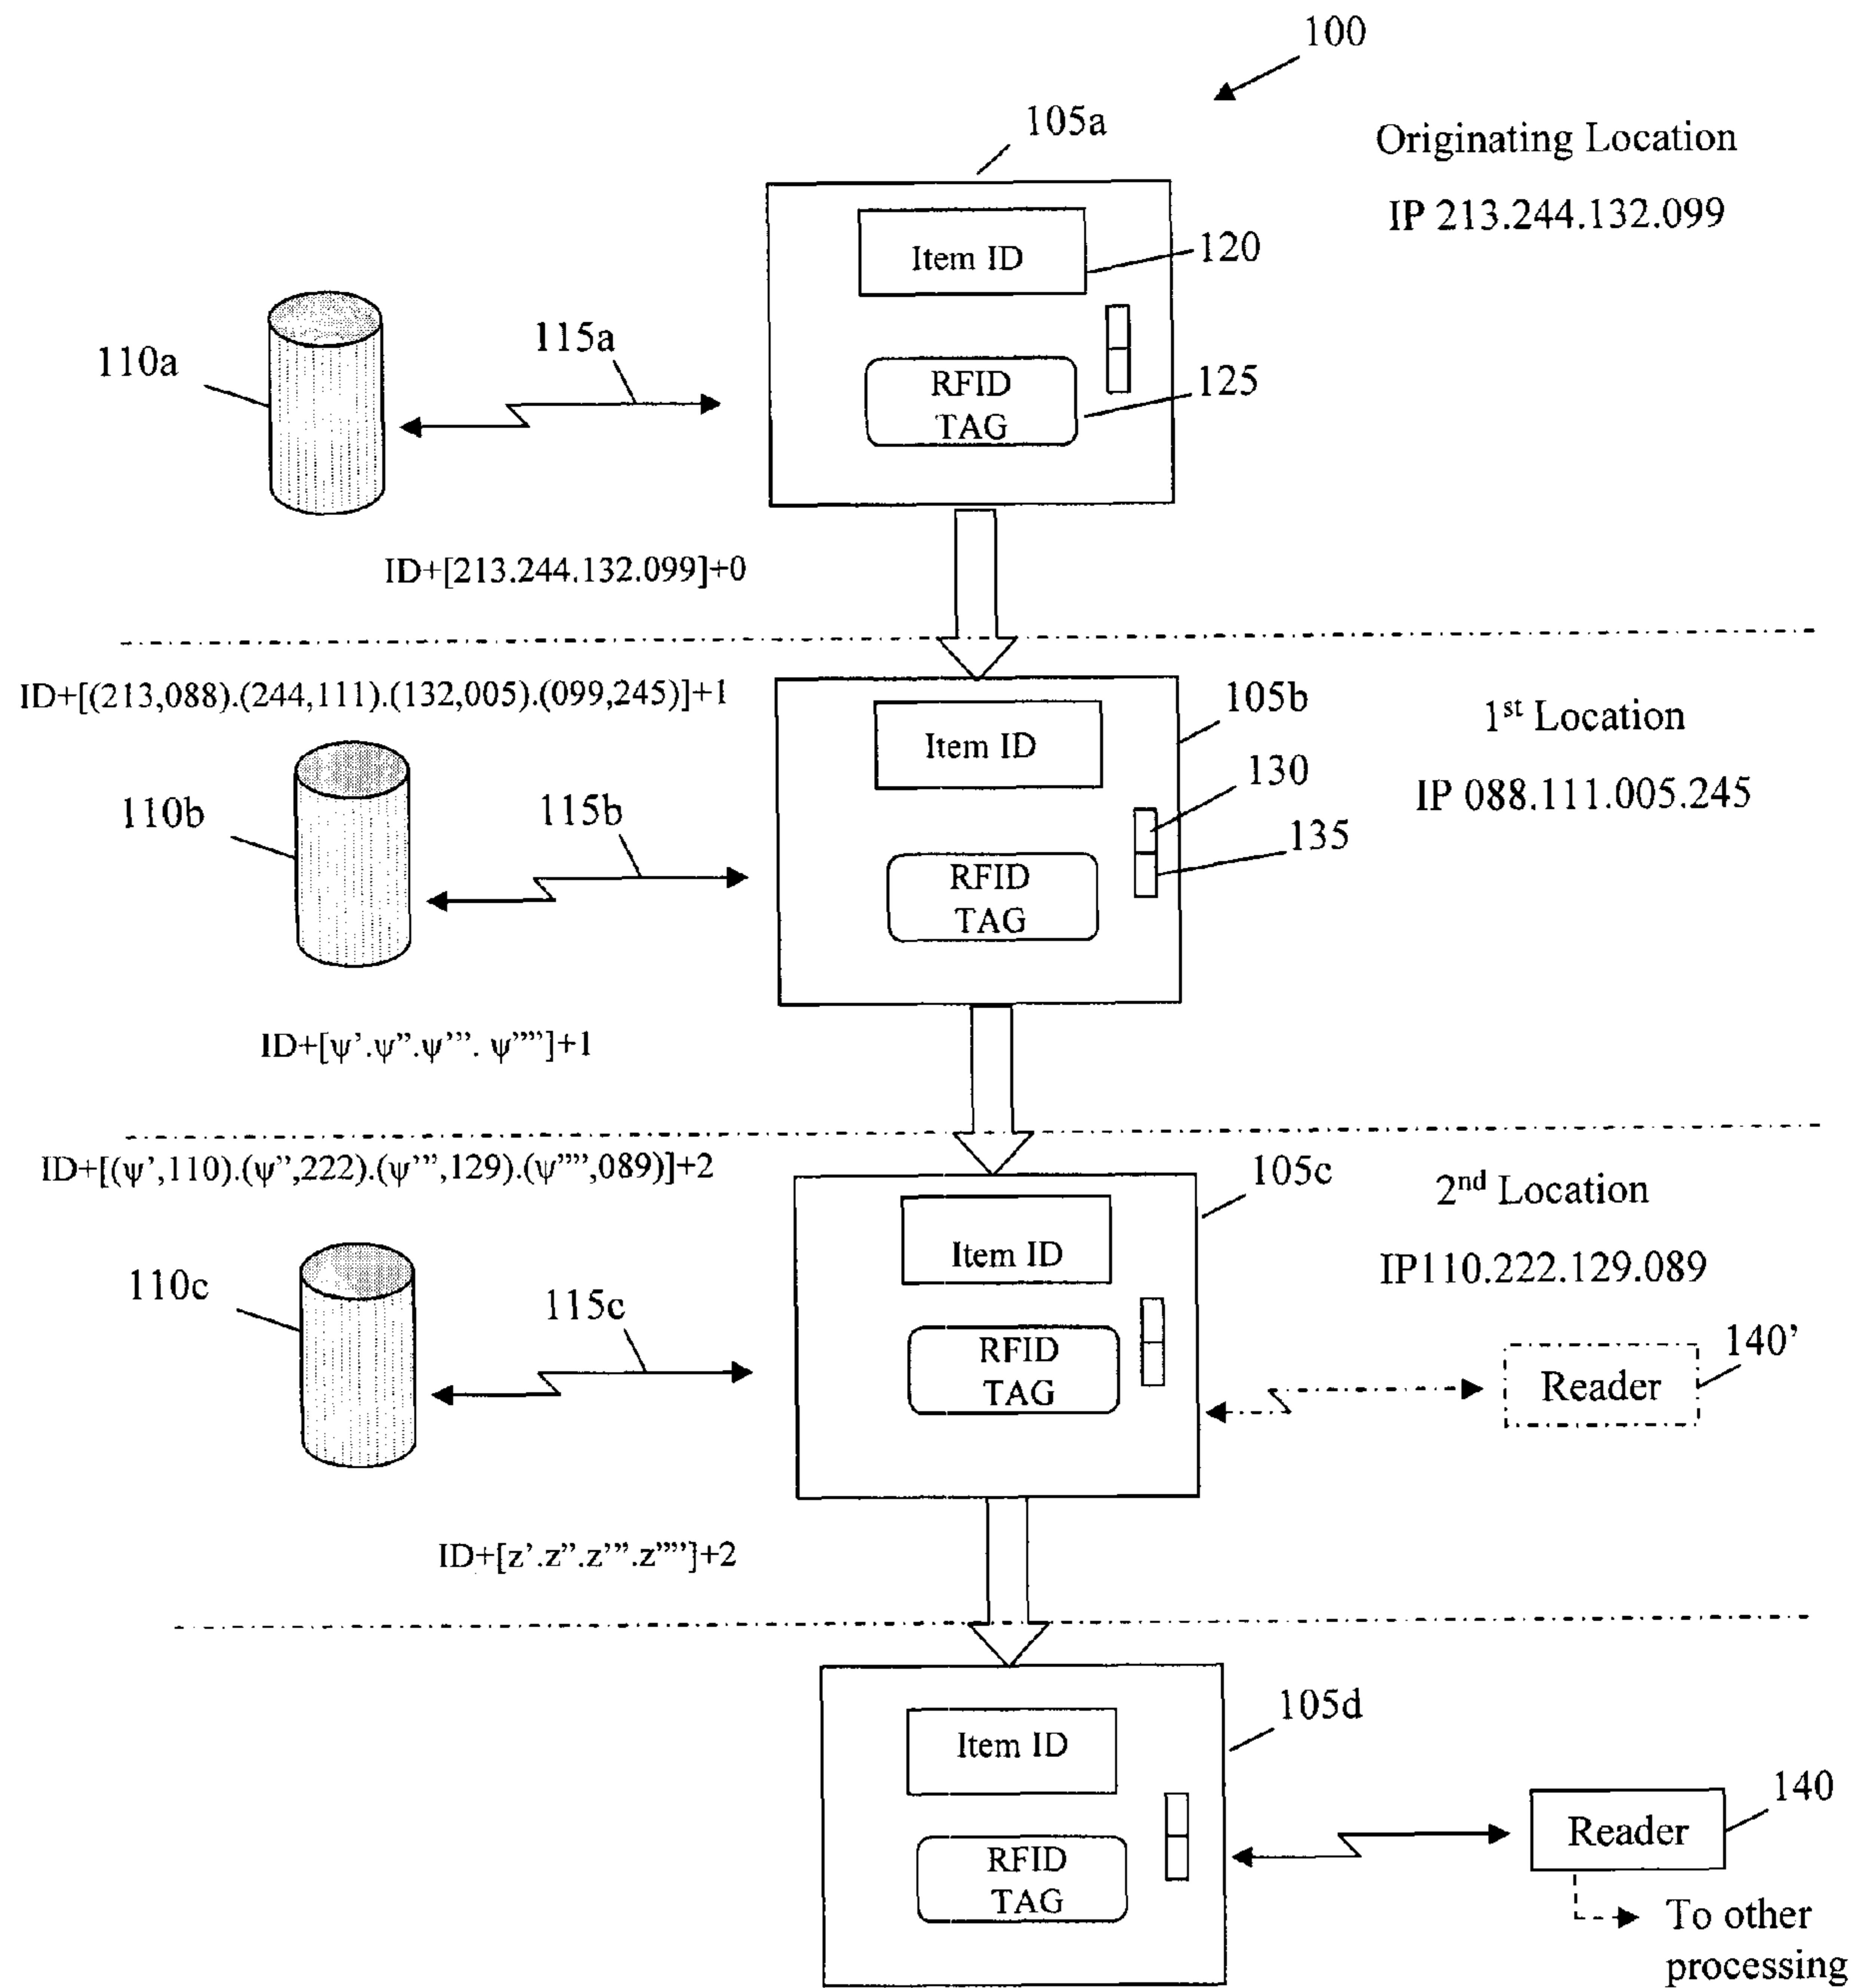 100
105a
Originating Location
IP 213.244.132.099
Item ID
120
110a
115a
RFID
TAG
125
ID+[213.244.132.099]+0
ID+[(213,088).(244,111).(132,005).(099,245)]+1
105b
1st Location
Item ID
130
IP 088.111.005.245
110b
115b
135
RFID
TAG
ID+[ψ’.ψ”.ψ’”. ψ””]+1
ID+[(ψ’,110).(ψ”,222).(ψ’”,129).(ψ””,089)]+2
105c
2nd Location
Item ID
IP110.222.129.089
110c
115c
RFID
TAG
140’
Reader
ID+[z’.z”.z’”.z””]+2
105d
Item ID
140
Reader
RFID
TAG
To other
processing